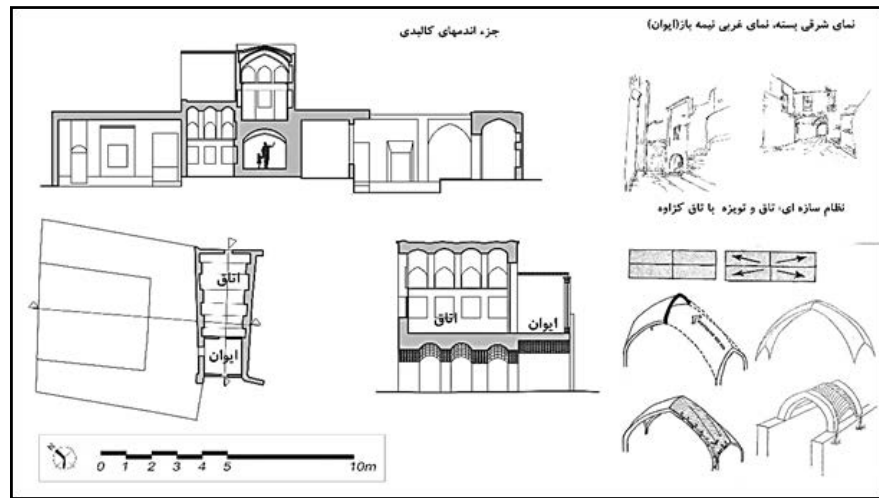 نمای شرقی بسته، نمای غربی نیمه باز(ایوان)
جزء اندمهای کالبدی
نظام سازه ای: تاق و تویزه یا تاق کژاوه
اتاق
ایوان
اتاق
ایوان
N
0 1 2 3 4 5 10m